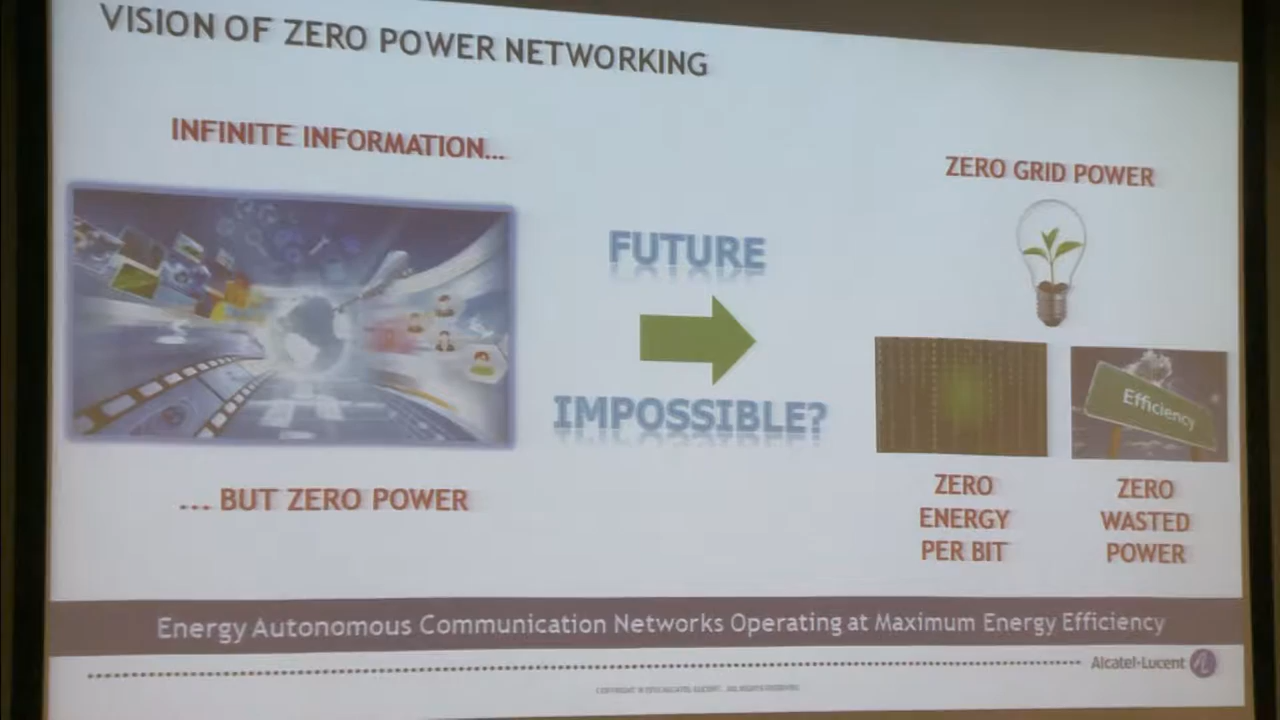 VISION OF ZERO POWER NETWORKING
INFINITE INFORMATION...
... BUT ZERO POWER
FUTURE
IMPOSSIBLE?
ZERO GRID POWER
Efficiency
ZERO
ENERGY
PER BIT
ZERO
WASTED
POWER
Energy Autonomous Communication Networks Operating at Maximum Energy Efficiency
Alcatel-Lucent